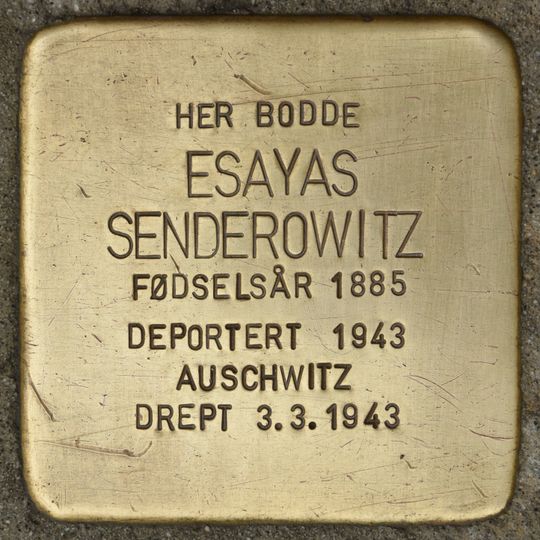 HER BODDE
ESAYAS
SENDEROWITZ
FØDSELSÅR 1885
DEPORTERT 1943
AUSCHWITZ
DREPT 3.3.1943